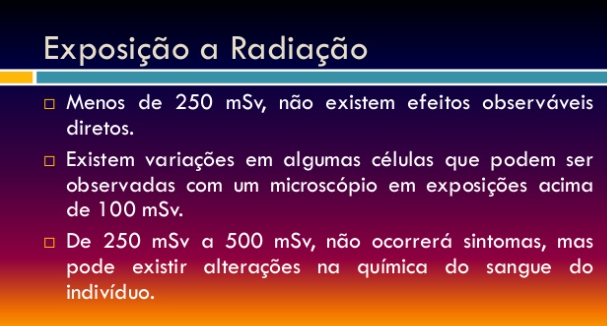 Exposição a Radiação
Menos de 250 mSv, não existem efeitos observáveis
diretos.
Existem variações em algumas células que podem ser
observadas com um microscópio em exposições acima
de 100 mSv.
De 250 mSv a 500 mSv, não ocorrerá sintomas, mas
pode existir alterações na química do sangue do
indivíduo.